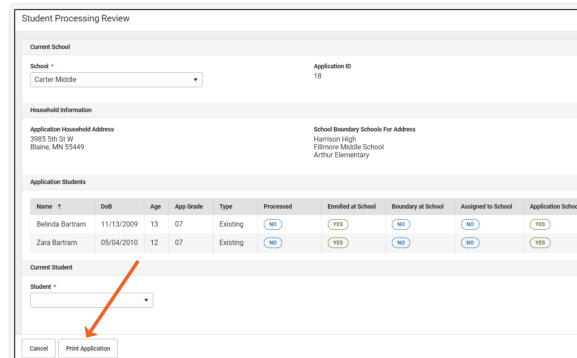 Student Processing Review
Current School
School *
Carter Middle
Application ID
18
Household Information
Application Household Address
3985 5th St W
Blaine, MN 55449
School Boundary Schools For Address
Harrison High
Fillmore Middle School
Arthur Elementary
Application Students
Name ↑ DoB Age App Grade Type Processed Enrolled at School Boundary at School Assigned to School Application Schoo
Belinda Bartram 11/13/2009 13 07 Existing NO YES NO NO YES
Zara Bartram 05/04/2010 12 07 Existing NO YES NO NO YES
Current Student
Student *
Cancel Print Application